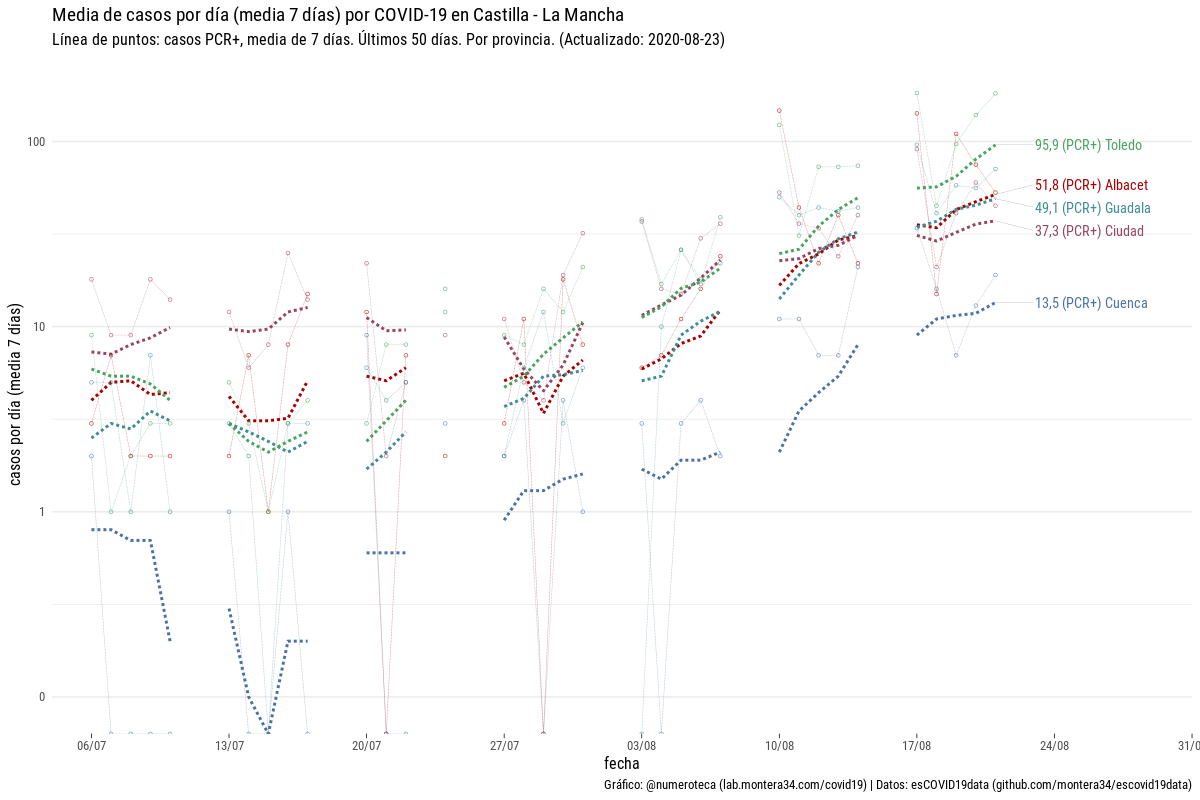 Media de casos por día (media 7 días) por COVID-19 en Castilla - La Mancha
Línea de puntos: casos PCR+, media de 7 días. Últimos 50 días. Por provincia. (Actualizado: 2020-08-23)
casos por día (media 7 días)
100
10
1
0
95,9 (PCR+) Toledo
51,8 (PCR+) Albacet
49,1 (PCR+) Guadala
37,3 (PCR+) Ciudad
13,5 (PCR+) Cuenca
06/07 13/07 20/07 27/07 03/08 10/08 17/08 24/08 31/0
fecha
Gráfico: @numeroteca (lab.montera34.com/covid19) | Datos: esCOVID19data (github.com/montera34/escovid19data)